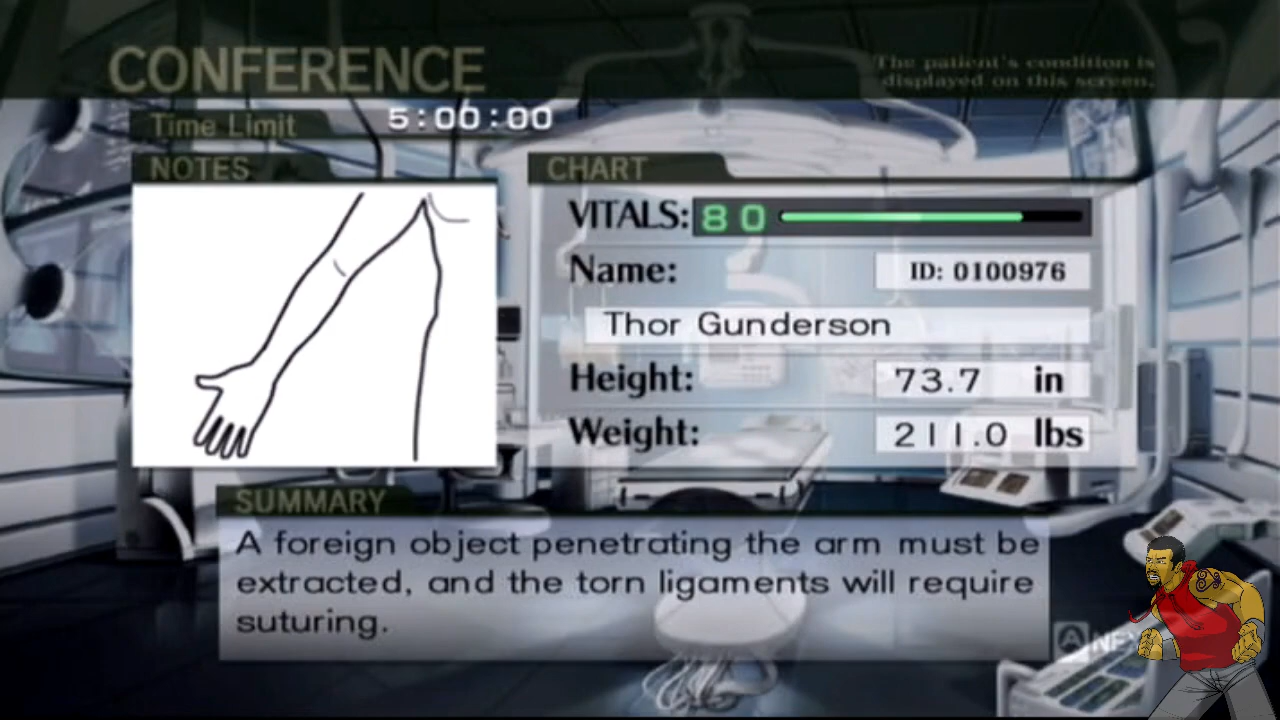 CONFERENCE
The patient's condition is
displayed on this screen.
Time Limit
5:00:00
NOTES
CHART
VITALS: 80
Name:
ID: 0100976
Thor Gunderson
Height:
73.7 in
Weight:
211.0 lbs
SUMMARY
A foreign object penetrating the arm must be
extracted, and the torn ligaments will require
suturing.
A